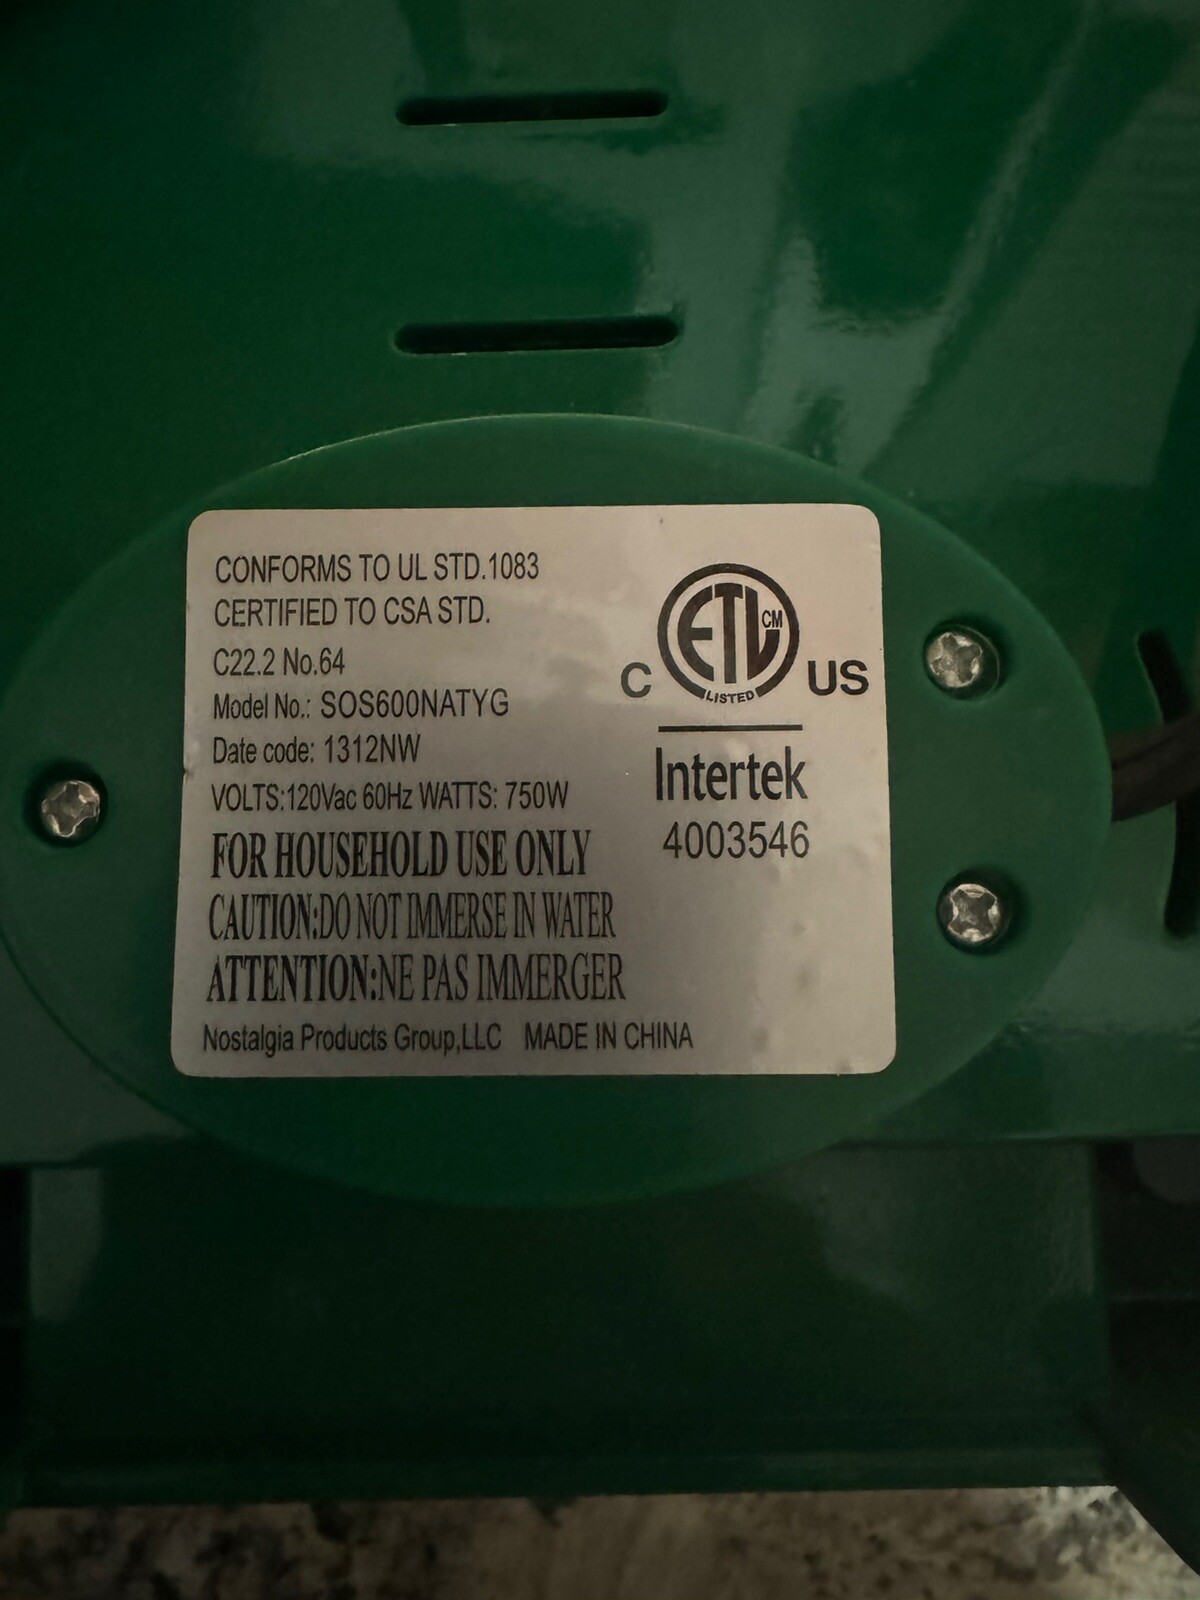 CONFORMS TO UL STD.1083
CERTIFIED TO CSA STD.
C22.2 No.64
Model No.: SOS600NATYG
Date code: 1312NW
VOLTS:120Vac 60Hz WATTS: 750W
FOR HOUSEHOLD USE ONLY
CAUTION:DO NOT IMMERSE IN WATER
ATTENTION:NE PAS IMMERGER
Nostalgia Products Group,LLC MADE IN CHINA
ETL CM
C LISTED US
Intertek
4003546